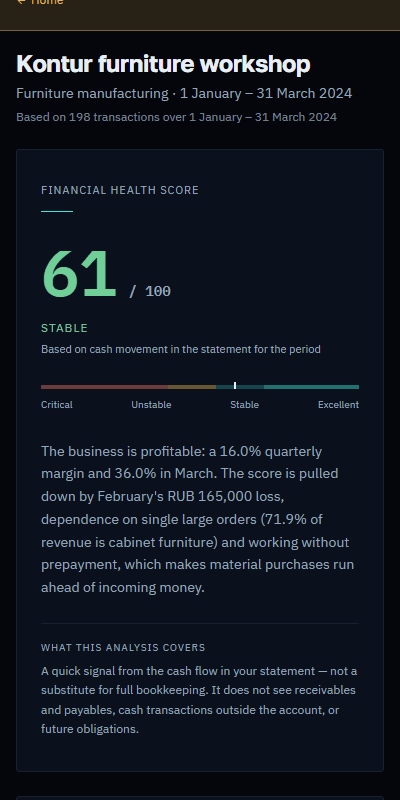 ← Home
Kontur furniture workshop
Furniture manufacturing · 1 January – 31 March 2024
Based on 198 transactions over 1 January – 31 March 2024
FINANCIAL HEALTH SCORE
61 / 100
STABLE
Based on cash movement in the statement for the period
Critical Unstable Stable Excellent
The business is profitable: a 16.0% quarterly
margin and 36.0% in March. The score is pulled
down by February's RUB 165,000 loss,
dependence on single large orders (71.9% of
revenue is cabinet furniture) and working without
prepayment, which makes material purchases run
ahead of incoming money.
WHAT THIS ANALYSIS COVERS
A quick signal from the cash flow in your statement — not a
substitute for full bookkeeping. It does not see receivables
and payables, cash transactions outside the account, or
future obligations.